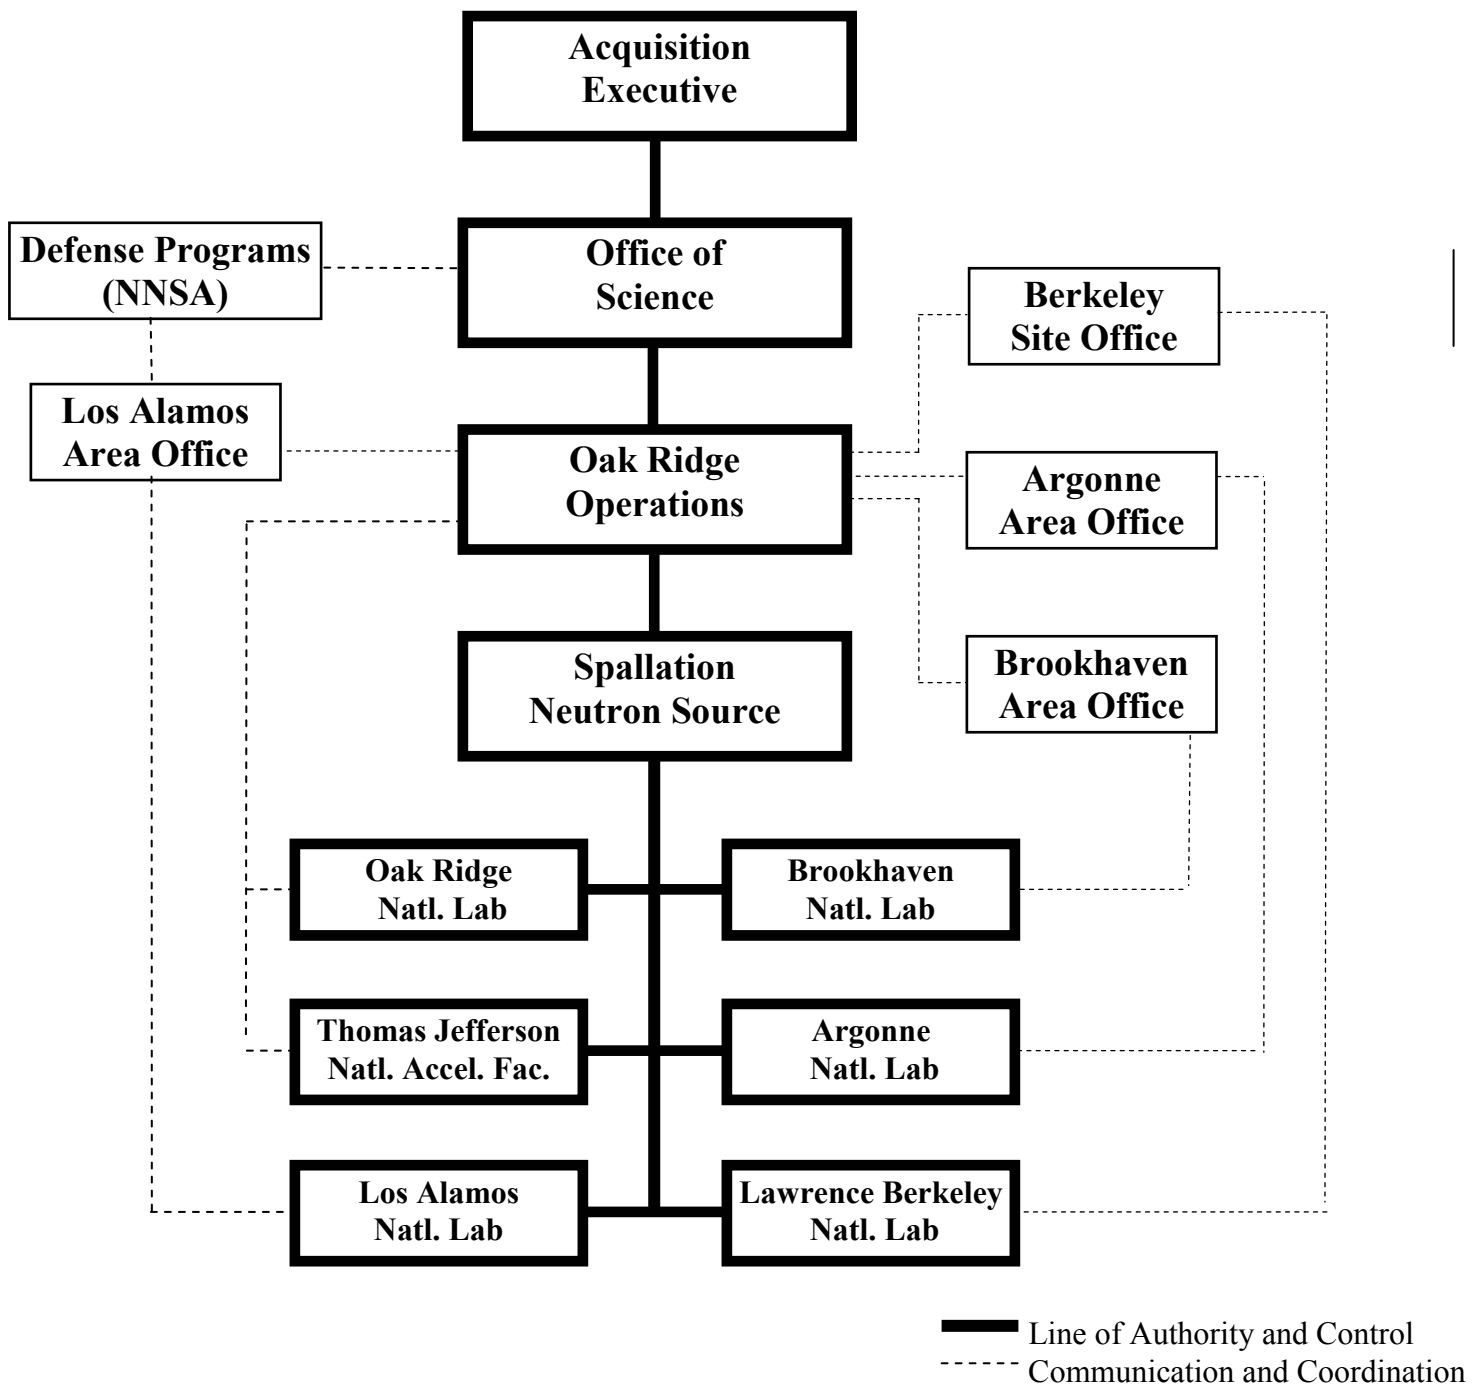 Acquisition
Executive
Defense Programs
(NNSA)
Office of
Science
Berkeley
Site Office
Los Alamos
Area Office
Oak Ridge
Operations
Argonne
Area Office
Spallation
Neutron Source
Brookhaven
Area Office
Oak Ridge
Natl. Lab
Brookhaven
Natl. Lab
Thomas Jefferson
Natl. Accel. Fac.
Argonne
Natl. Lab
Los Alamos
Natl. Lab
Lawrence Berkeley
Natl. Lab
Line of Authority and Control
Communication and Coordination